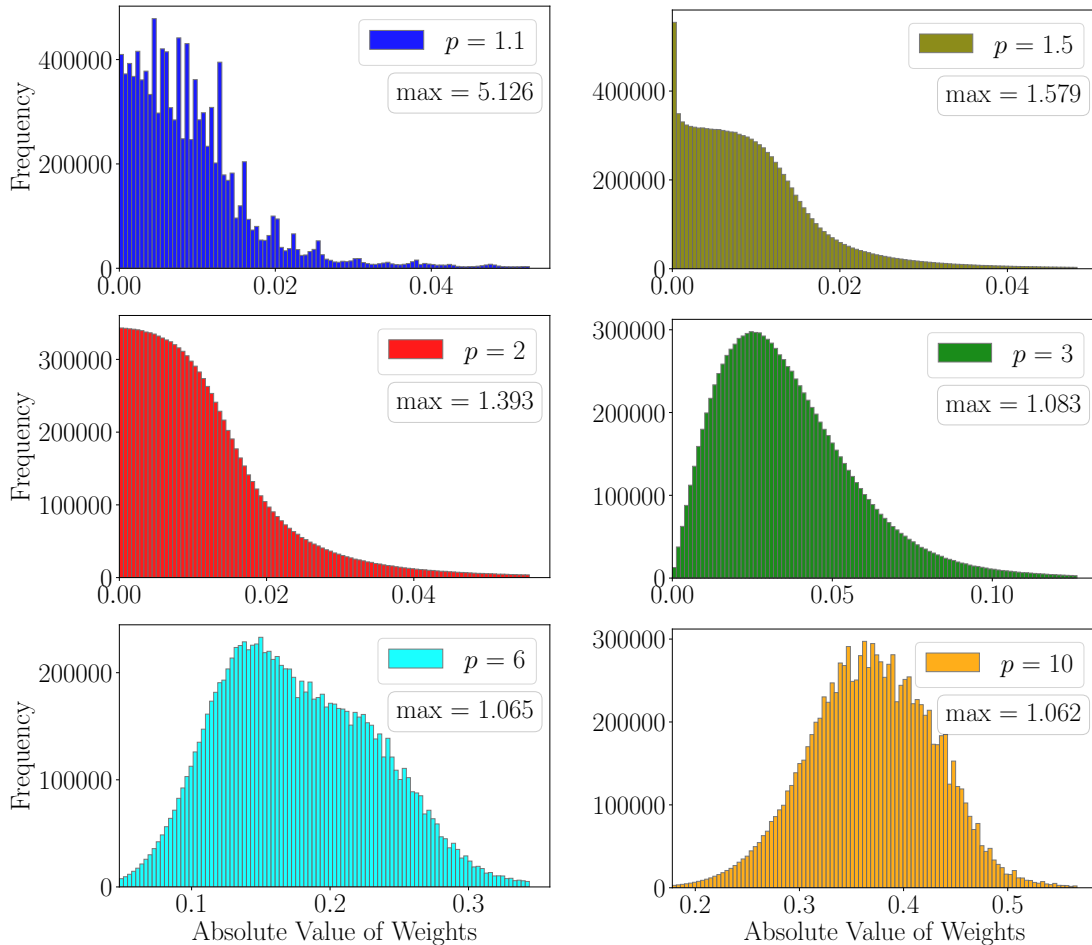 p = 1.1
max = 5.126
Frequency
400000
200000
0
0.00 0.02 0.04
p = 1.5
max = 1.579
400000
200000
0
0.00 0.02 0.04
p = 2
max = 1.393
Frequency
300000
200000
100000
0
0.00 0.02 0.04
p = 3
max = 1.083
300000
200000
100000
0
0.00 0.05 0.10
p = 6
max = 1.065
Frequency
200000
100000
0
0.1 0.2 0.3
Absolute Value of Weights
p = 10
max = 1.062
300000
200000
100000
0
0.2 0.3 0.4 0.5
Absolute Value of Weights